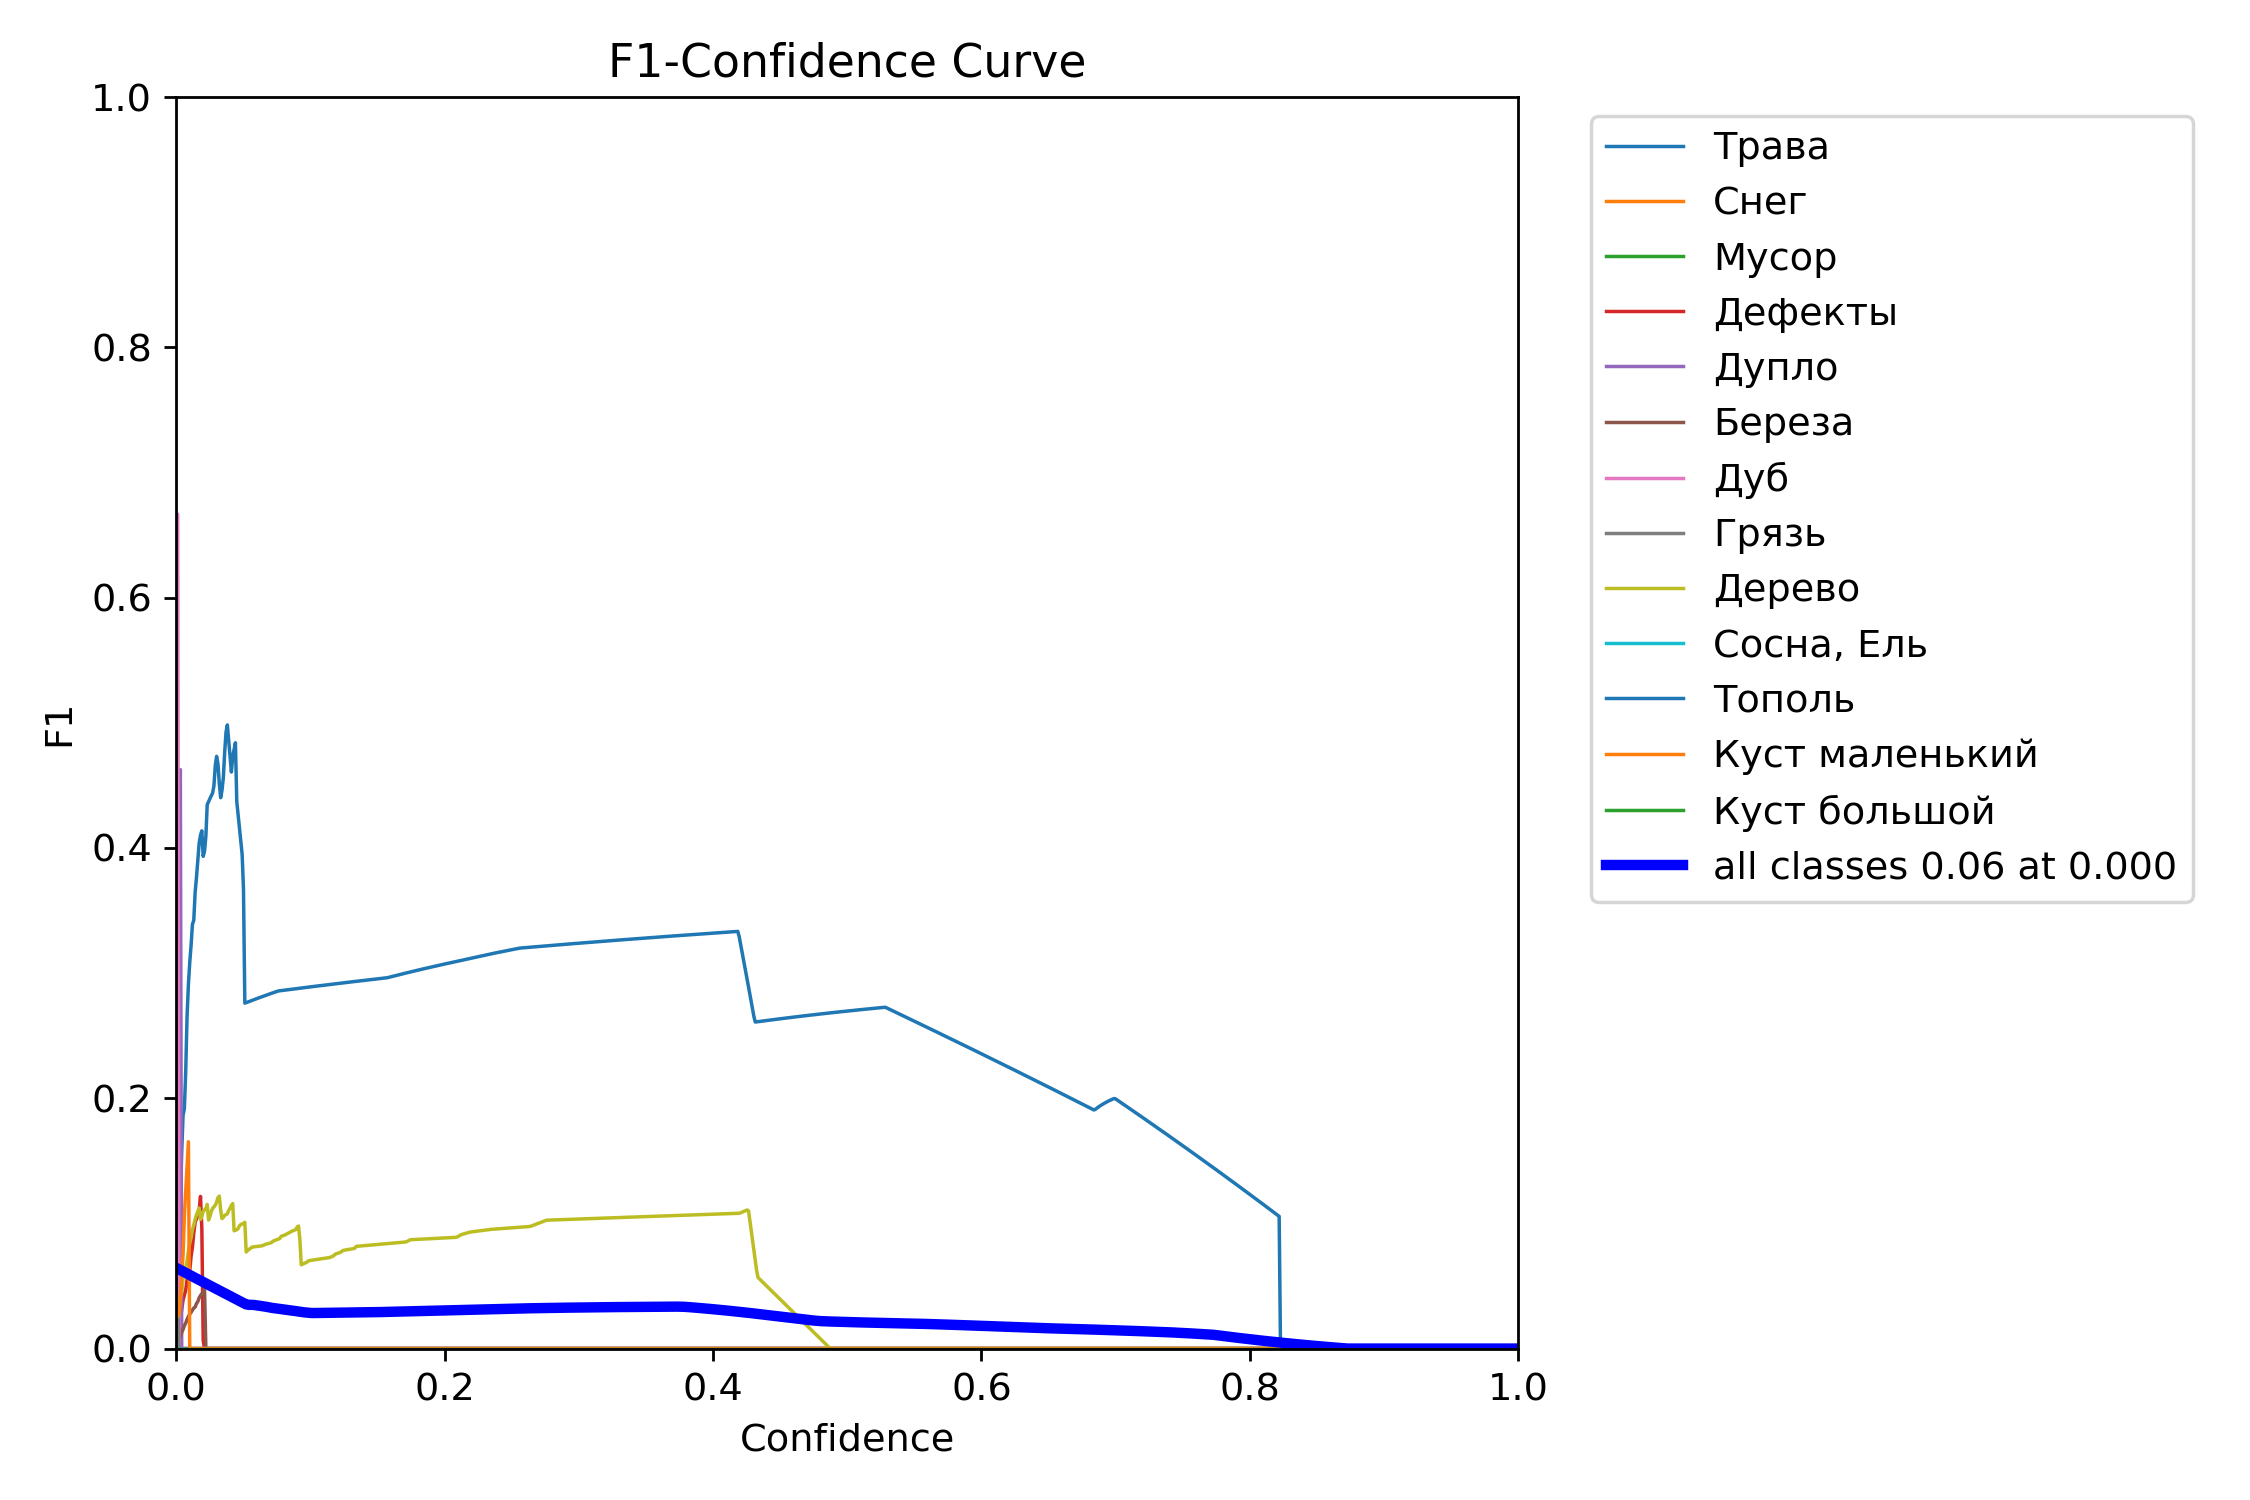 F1-Confidence Curve
1.0
0.8
0.6
0.4
0.2
0.0
F1
0.0 0.2 0.4 0.6 0.8 1.0
Confidence
Трава
Снег
Мусор
Дефекты
Дупло
Береза
Дуб
Грязь
Дерево
Сосна, Ель
Тополь
Куст маленький
Куст большой
all classes 0.06 at 0.000